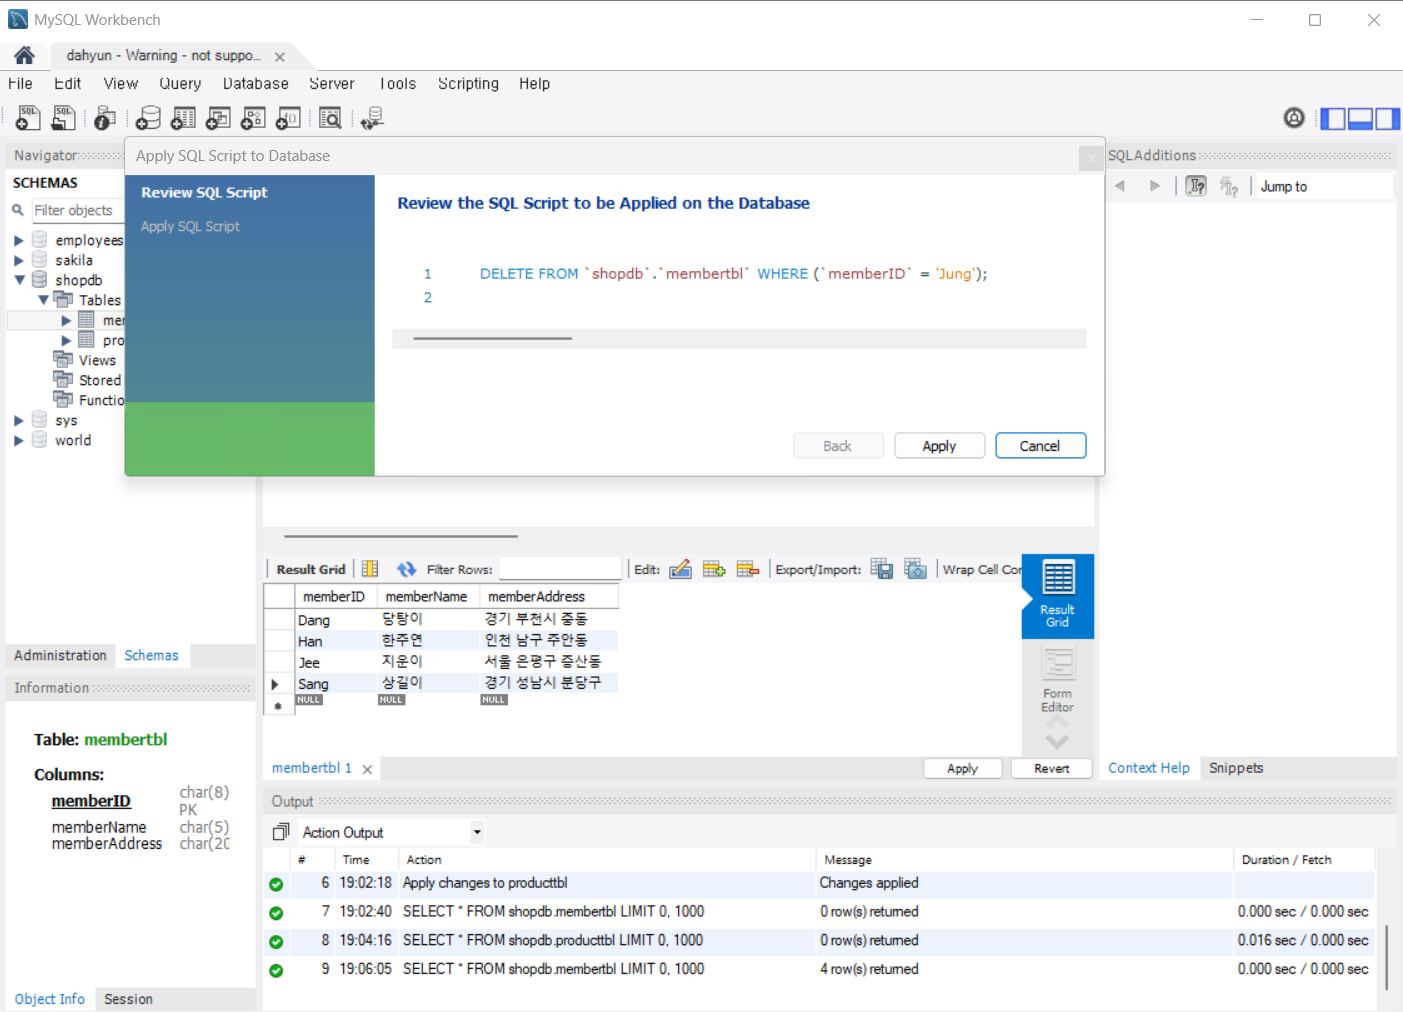 MySQL Workbench
dahyun - Warning - not suppo...
File Edit View Query Database Server Tools Scripting Help
Navigator
SCHEMAS
Filter objects
employees
sakila
shopdb
Tables
mem
pro
Views
Stored
Functio
sys
world
Administration Schemas
Information
Table: membertbl
Columns:
memberID char(8) PK
memberName char(5)
memberAddress char(20
Object Info Session
Apply SQL Script to Database
Review SQL Script
Apply SQL Script
Review the SQL Script to be Applied on the Database
1 DELETE FROM `shopdb`.`membertbl` WHERE (`memberID` = 'Jung');
2
Back Apply Cancel
SQLAdditions
Jump to
Result Grid Filter Rows: Edit: Export/Import: Wrap Cell Con
memberID memberName memberAddress
Dang 당탕이 경기 부천시 중동
Han 한주연 인천 남구 주안동
Jee 지운이 서울 은평구 증산동
Sang 상길이 경기 성남시 분당구
NULL NULL NULL
Result Grid
Form Editor
membertbl 1 Apply Revert
Context Help Snippets
Output
Action Output
# Time Action Message Duration / Fetch
6 19:02:18 Apply changes to producttbl Changes applied
7 19:02:40 SELECT * FROM shopdb.membertbl LIMIT 0, 1000 0 row(s) returned 0.000 sec / 0.000 sec
8 19:04:16 SELECT * FROM shopdb.producttbl LIMIT 0, 1000 0 row(s) returned 0.016 sec / 0.000 sec
9 19:06:05 SELECT * FROM shopdb.membertbl LIMIT 0, 1000 4 row(s) returned 0.000 sec / 0.000 sec